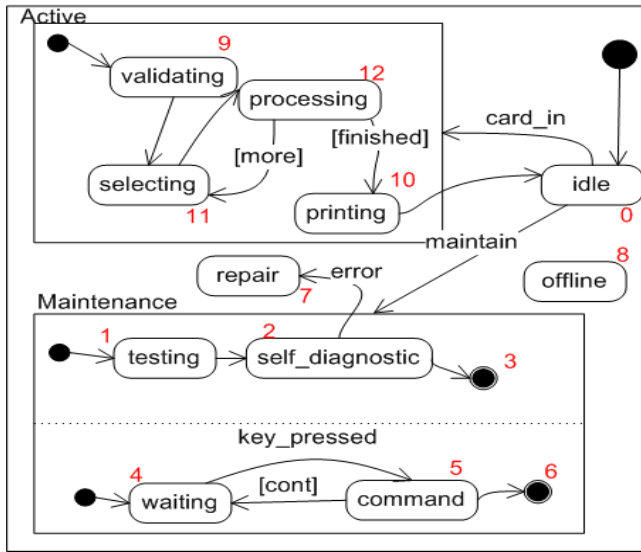 Active
9
validating
12
processing
card_in
[finished]
[more]
10
selecting
11
printing
idle
0
maintain
8
repair
error
offline
7
Maintenance
1
2
testing
self_diagnostic
3
key_pressed
4
[cont]
5
6
waiting
command